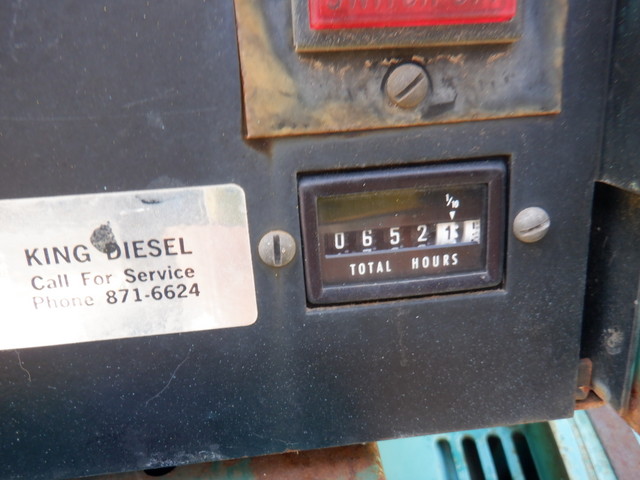 1/10
0 6 5 2 1
TOTAL HOURS
KING DIESEL
Call For Service
Phone 871-6624